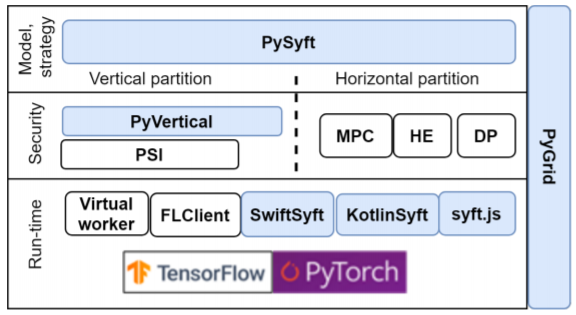 Model,
strategy
PySyft
Vertical partition
Horizontal partition
Security
PyVertical
PSI
MPC
HE
DP
Run-time
Virtual
worker
FLClient
SwiftSyft
KotlinSyft
syft.js
TensorFlow
PyTorch
PyGrid